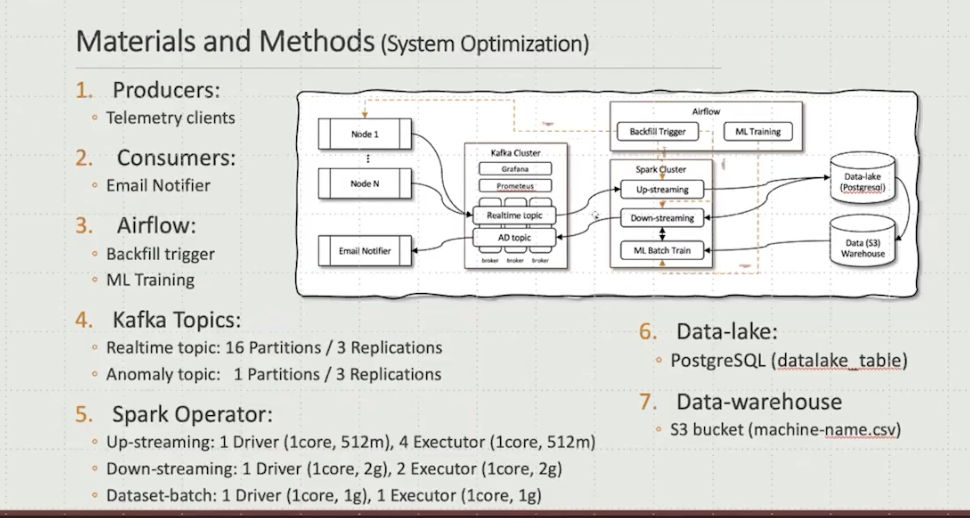 Materials and Methods (System Optimization)
1. Producers:
Telemetry clients
2. Consumers:
Email Notifier
3. Airflow:
Backfill trigger
ML Training
4. Kafka Topics:
Realtime topic: 16 Partitions / 3 Replications
Anomaly topic: 1 Partitions / 3 Replications
5. Spark Operator:
Up-streaming: 1 Driver (1core, 512m), 4 Exectutor (1core, 512m)
Down-streaming: 1 Driver (1core, 2g), 2 Executor (1core, 2g)
Dataset-batch: 1 Driver (1core, 1g), 1 Executor (1core, 1g)
Node 1
Node N
Email Notifier
Kafka Cluster
Grafana
Prometeus
Realtime topic
AD topic
broker broker broker
Airflow
Backfill Trigger
ML Training
Spark Cluster
Up-streaming
Down-streaming
ML Batch Train
Data-lake
(Postgresql)
Data (S3)
Warehouse
6. Data-lake:
PostgreSQL (datalake_table)
7. Data-warehouse
S3 bucket (machine-name.csv)